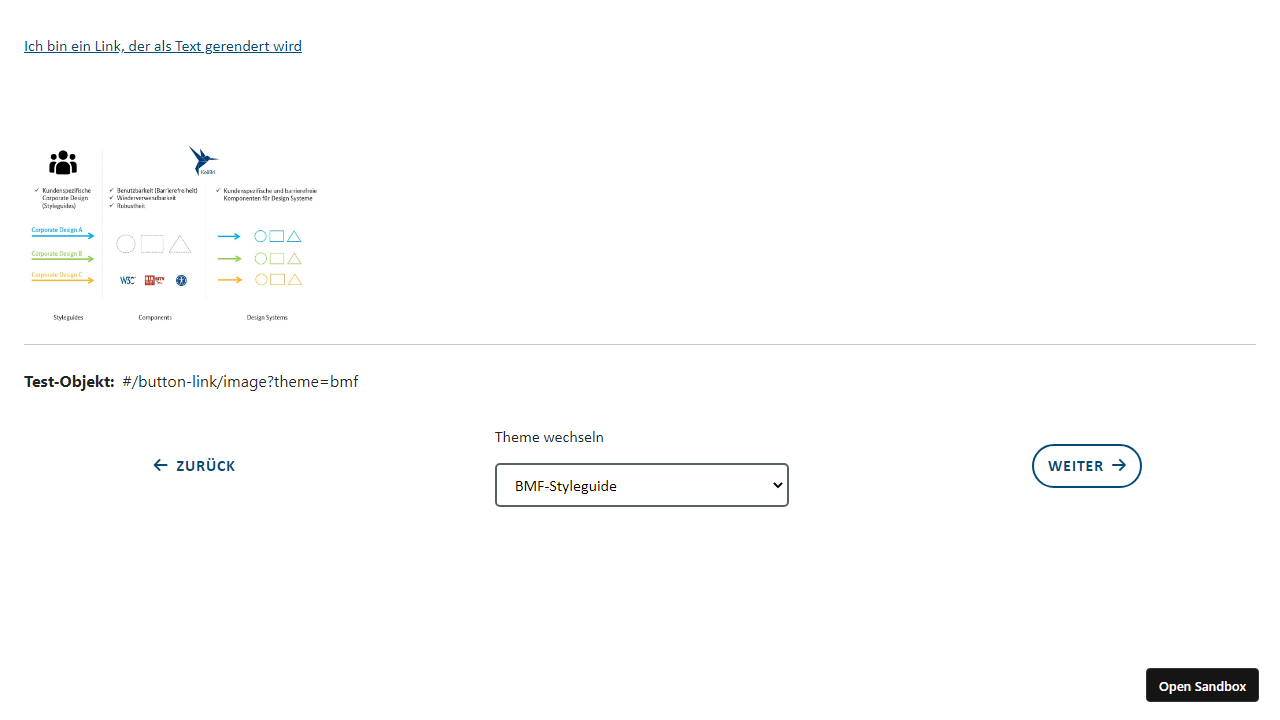 Ich bin ein Link, der als Text gerendert wird
KoliBri
✓ Kundenspezifische
Corporate Design
(Styleguides)
✓ Benutzbarkeit (Barrierefreiheit)
✓ Wiederverwendbarkeit
✓ Robustheit
✓ Kundenspezifische und barrierefreie
Komponenten für Design Systeme
Corporate Design A
Corporate Design B
Corporate Design C
W3C
Styleguides
Components
Design Systems
Test-Objekt: #/button-link/image?theme=bmf
Theme wechseln
ZURÜCK
BMF-Styleguide
WEITER
Open Sandbox